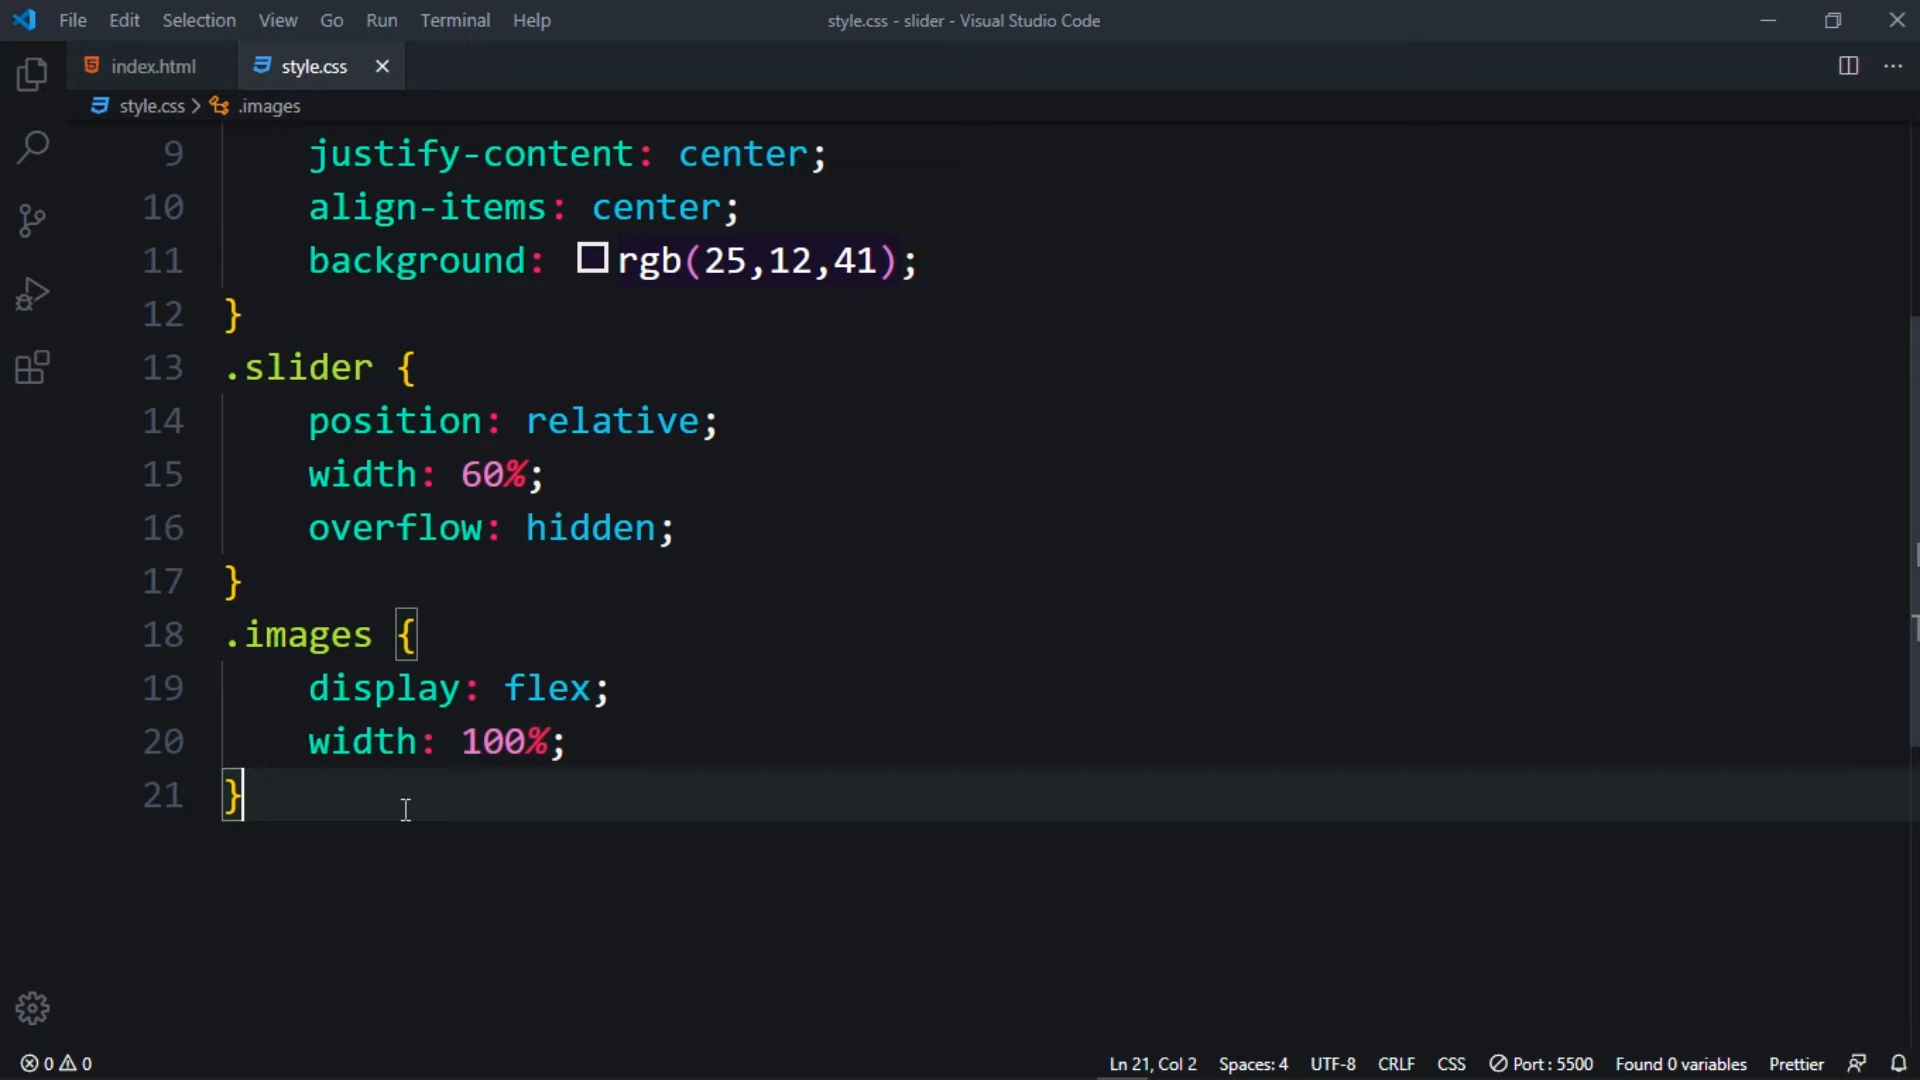 File Edit Selection View Go Run Terminal Help style.css - slider - Visual Studio Code
index.html style.css
style.css > .images
9 justify-content: center;
10 align-items: center;
11 background: rgb(25,12,41);
12 }
13 .slider {
14 position: relative;
15 width: 60%;
16 overflow: hidden;
17 }
18 .images {
19 display: flex;
20 width: 100%;
21 }
0 0 Ln 21, Col 2 Spaces: 4 UTF-8 CRLF CSS Port : 5500 Found 0 variables Prettier